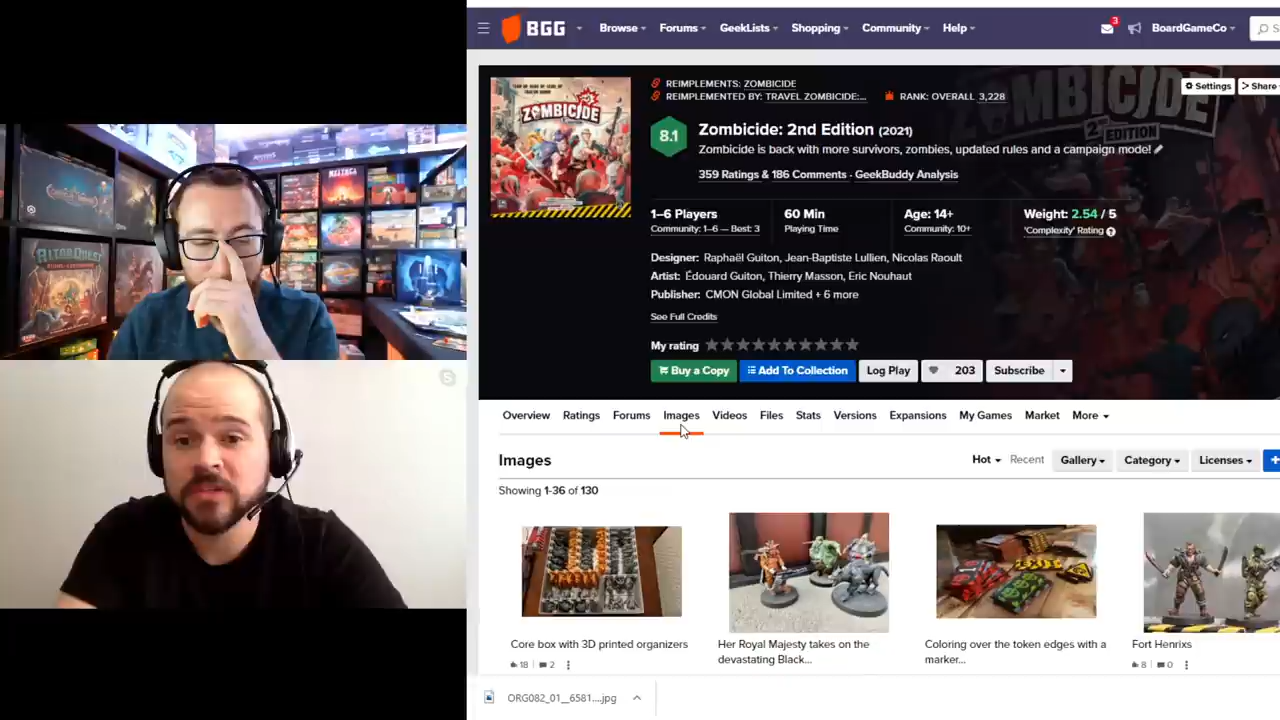 BGG
Browse
Forums
GeekLists
Shopping
Community
Help
3
BoardGameCo
REIMPLEMENTS: ZOMBICIDE
REIMPLEMENTED BY: TRAVEL ZOMBICIDE:...
RANK: OVERALL 3,228
Settings
Share
8.1
Zombicide: 2nd Edition (2021)
Zombicide is back with more survivors, zombies, updated rules and a campaign mode!
359 Ratings & 186 Comments · GeekBuddy Analysis
ZOMBICIDE
ZOMBICIDE
2ND EDITION
1–6 Players
Community: 1–6 — Best: 3
60 Min
Playing Time
Age: 14+
Community: 10+
Weight: 2.54 / 5
'Complexity' Rating
Designer: Raphaël Guiton, Jean-Baptiste Lullien, Nicolas Raoult
Artist: Édouard Guiton, Thierry Masson, Eric Nouhaut
Publisher: CMON Global Limited + 6 more
See Full Credits
My rating
Buy a Copy
Add To Collection
Log Play
203
Subscribe
Overview
Ratings
Forums
Images
Videos
Files
Stats
Versions
Expansions
My Games
Market
More
Images
Hot
Recent
Gallery
Category
Licenses
Showing 1-36 of 130
Core box with 3D printed organizers
18
2
Her Royal Majesty takes on the
devastating Black...
Coloring over the token edges with a
marker...
Fort Henrixs
8
0
ORG082_01__6581....jpg
ALTAR QUEST